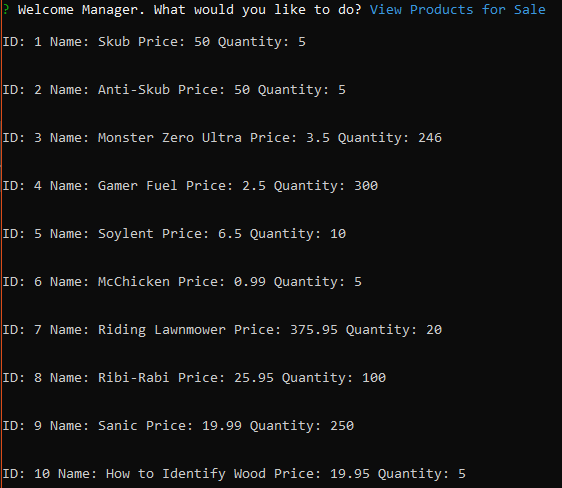 ? Welcome Manager. What would you like to do? View Products for Sale
ID: 1 Name: Skub Price: 50 Quantity: 5
ID: 2 Name: Anti-Skub Price: 50 Quantity: 5
ID: 3 Name: Monster Zero Ultra Price: 3.5 Quantity: 246
ID: 4 Name: Gamer Fuel Price: 2.5 Quantity: 300
ID: 5 Name: Soylent Price: 6.5 Quantity: 10
ID: 6 Name: McChicken Price: 0.99 Quantity: 5
ID: 7 Name: Riding Lawnmower Price: 375.95 Quantity: 20
ID: 8 Name: Ribi-Rabi Price: 25.95 Quantity: 100
ID: 9 Name: Sanic Price: 19.99 Quantity: 250
ID: 10 Name: How to Identify Wood Price: 19.95 Quantity: 5